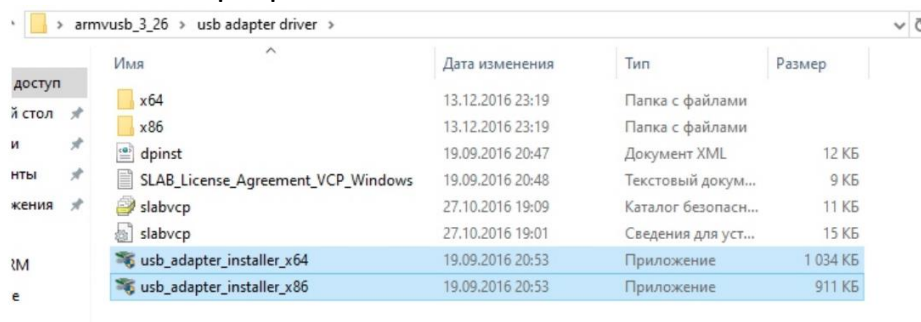 armvusb_3_26 > usb adapter driver >
Имя Дата изменения Тип Размер
доступ
й стол
и
нты
жения
RM
е
x64 13.12.2016 23:19 Папка с файлами
x86 13.12.2016 23:19 Папка с файлами
dpinst 19.09.2016 20:47 Документ XML 12 КБ
SLAB_License_Agreement_VCP_Windows 19.09.2016 20:48 Текстовый докум... 9 КБ
slabvcp 27.10.2016 19:09 Каталог безопасн... 11 КБ
slabvcp 27.10.2016 19:01 Сведения для уст... 15 КБ
usb_adapter_installer_x64 19.09.2016 20:53 Приложение 1 034 КБ
usb_adapter_installer_x86 19.09.2016 20:53 Приложение 911 КБ